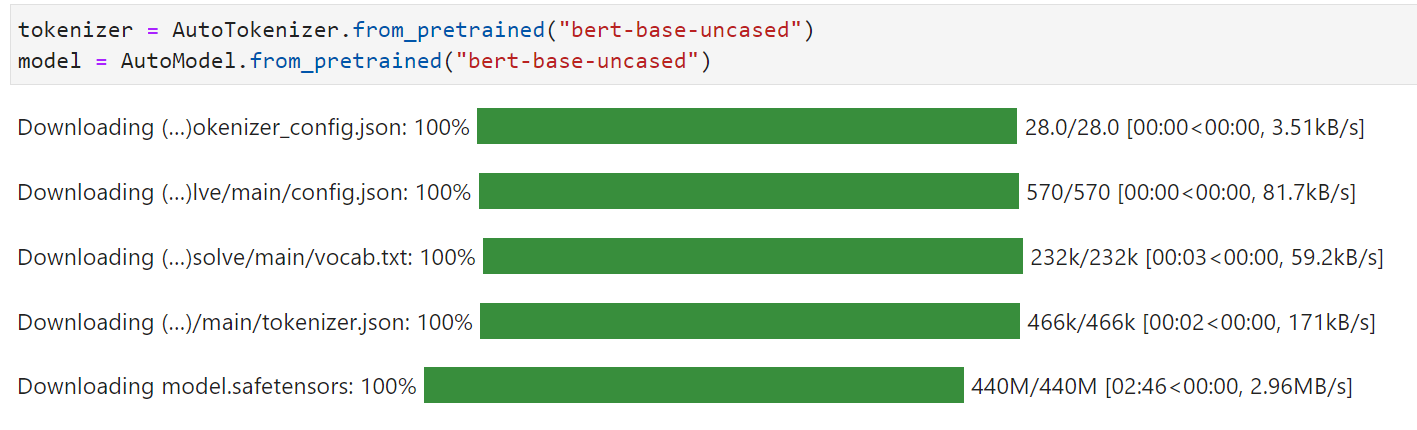 tokenizer = AutoTokenizer.from_pretrained("bert-base-uncased")
model = AutoModel.from_pretrained("bert-base-uncased")
Downloading (…)okenizer_config.json: 100% 28.0/28.0 [00:00<00:00, 3.51kB/s]
Downloading (…)lve/main/config.json: 100% 570/570 [00:00<00:00, 81.7kB/s]
Downloading (…)solve/main/vocab.txt: 100% 232k/232k [00:03<00:00, 59.2kB/s]
Downloading (…)/main/tokenizer.json: 100% 466k/466k [00:02<00:00, 171kB/s]
Downloading model.safetensors: 100% 440M/440M [02:46<00:00, 2.96MB/s]